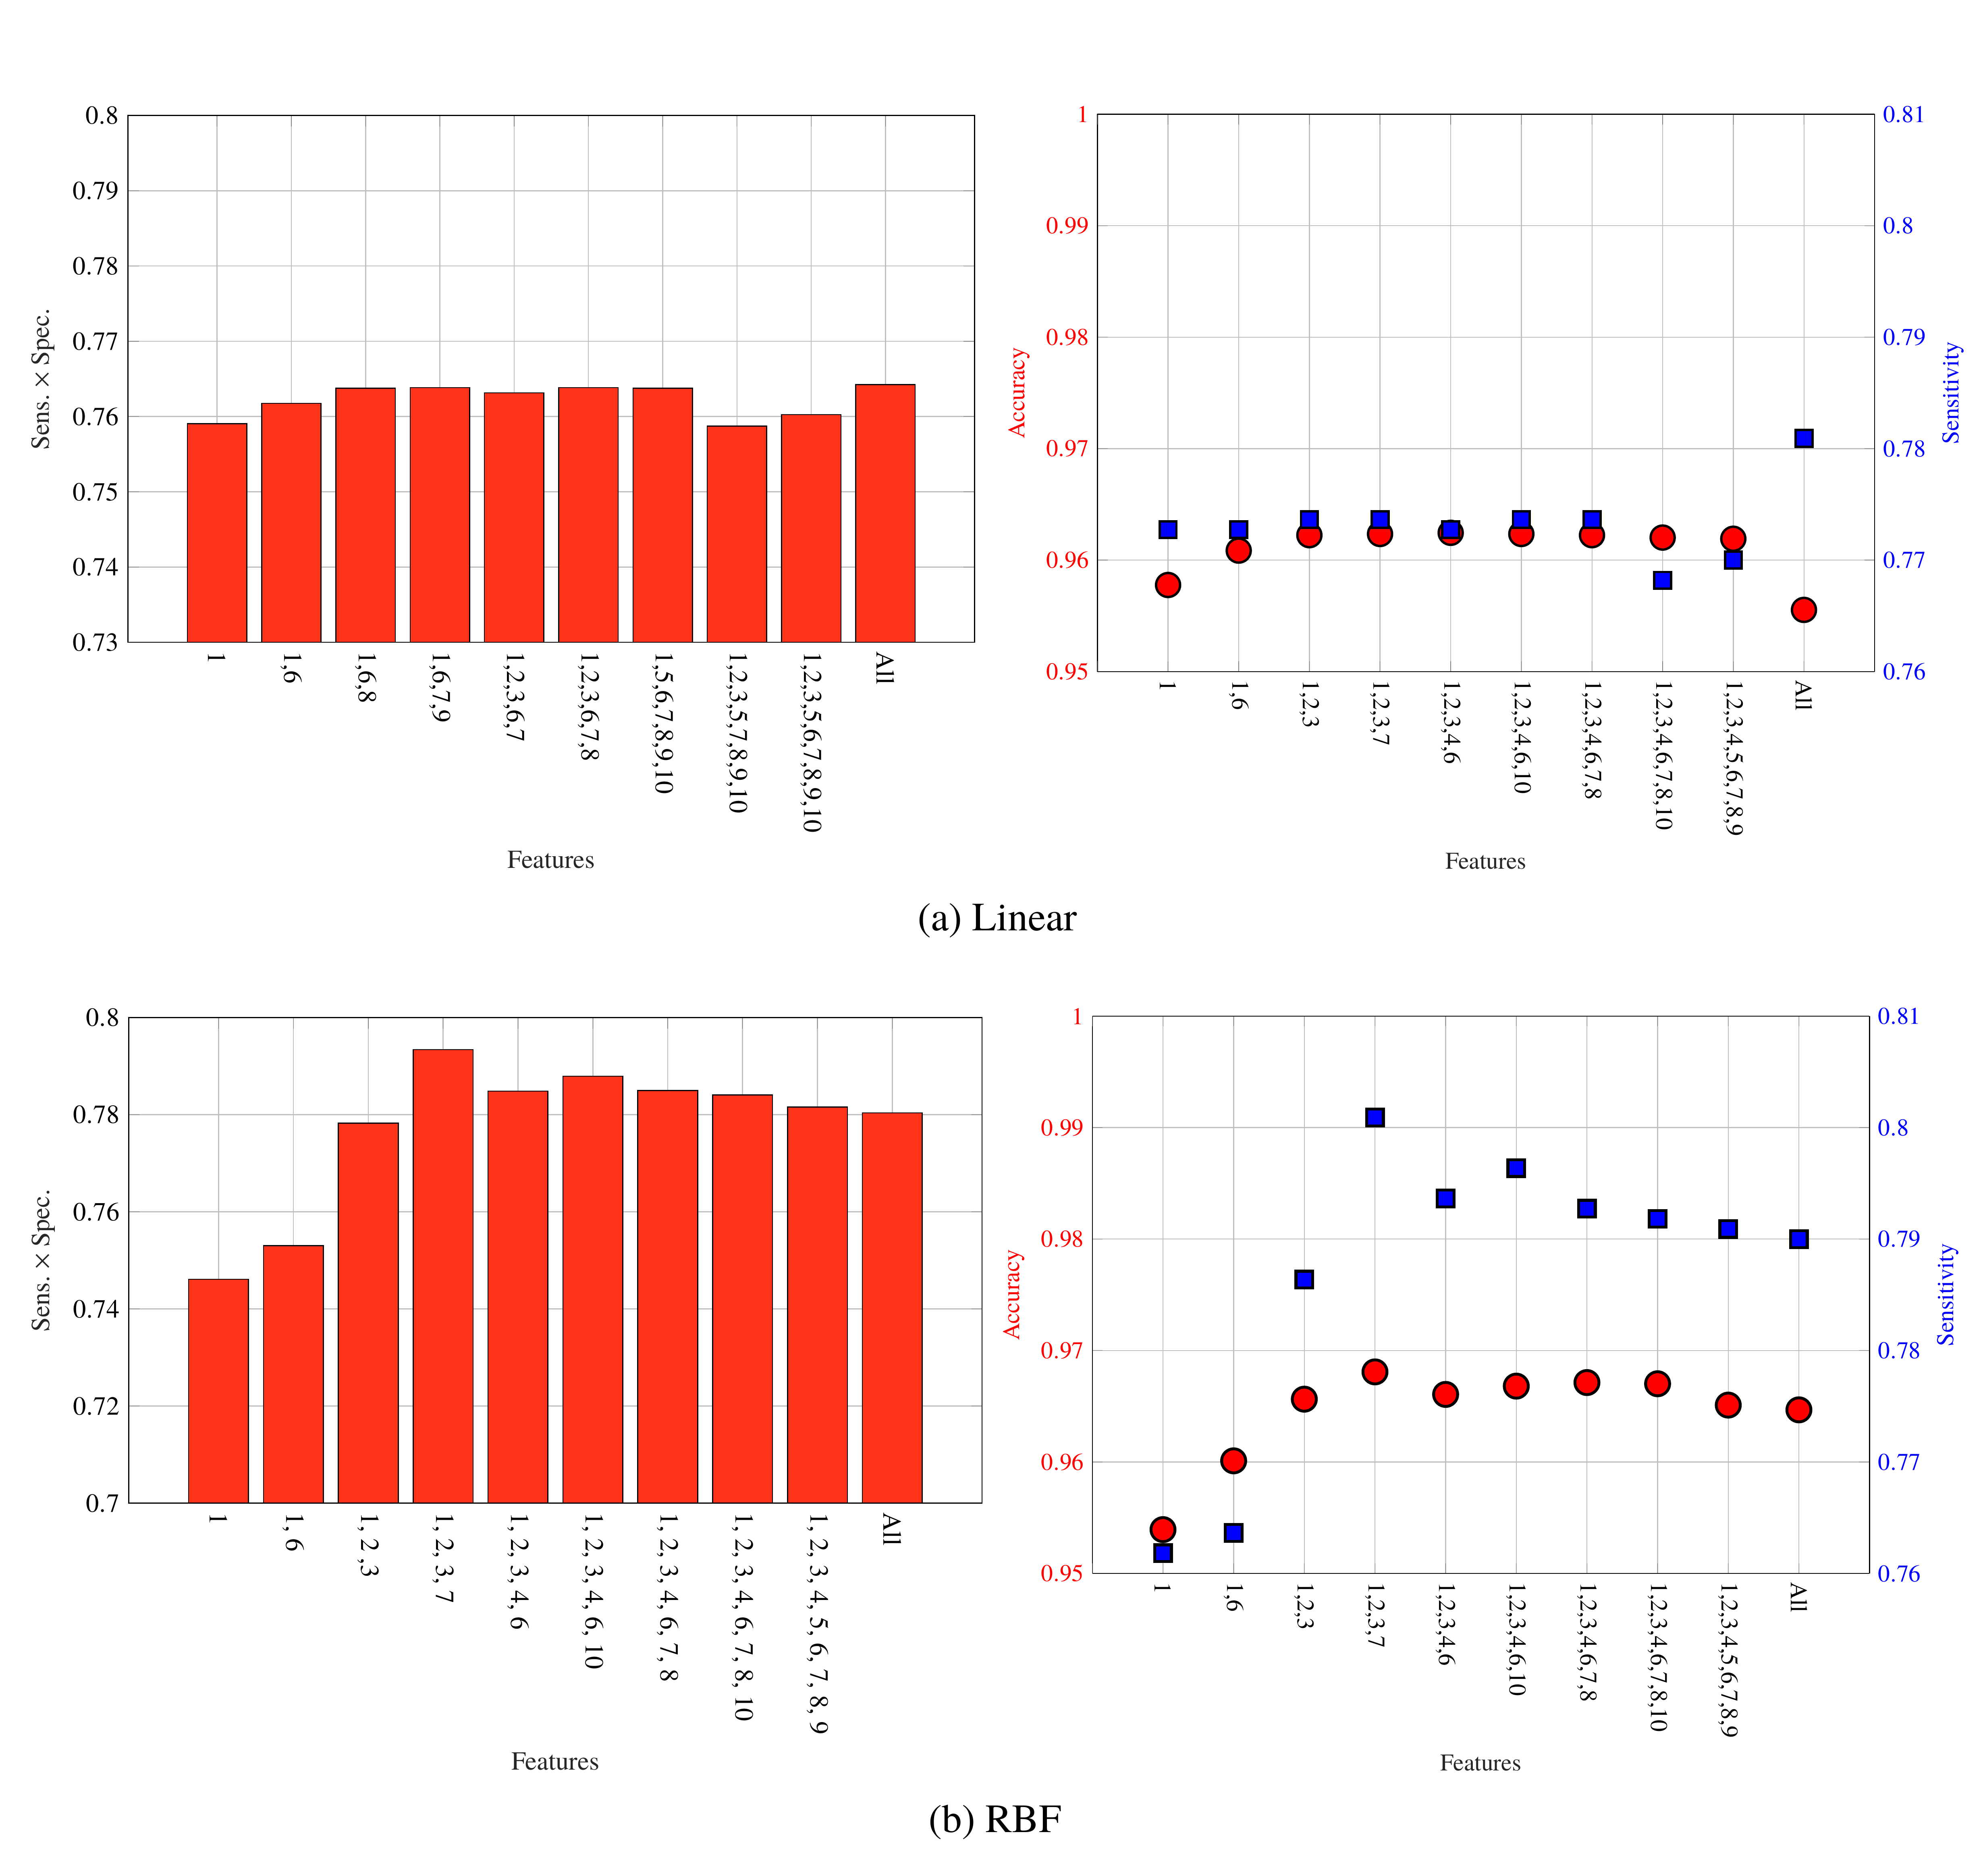 0.8
0.79
0.78
0.77
0.76
0.75
0.74
0.73
Sens. × Spec.
1
1,6
1,6,8
1,6,7,9
1,2,3,6,7
1,2,3,6,7,8
1,5,6,7,8,9,10
1,2,3,5,7,8,9,10
1,2,3,5,6,7,8,9,10
All
Features
1
0.99
0.98
0.97
0.96
0.95
Accuracy
0.81
0.8
0.79
0.78
0.77
0.76
Sensitivity
1
1,6
1,2,3
1,2,3,7
1,2,3,4,6
1,2,3,4,6,10
1,2,3,4,6,7,8
1,2,3,4,6,7,8,10
1,2,3,4,5,6,7,8,9
All
Features
(a) Linear
0.8
0.78
0.76
0.74
0.72
0.7
Sens. × Spec.
1
1, 6
1, 2 ,3
1, 2, 3, 7
1, 2, 3, 4, 6
1, 2, 3, 4, 6, 10
1, 2, 3, 4, 6, 7, 8
1, 2, 3, 4, 6, 7, 8, 10
1, 2, 3, 4, 5, 6, 7, 8, 9
All
Features
1
0.99
0.98
0.97
0.96
0.95
Accuracy
0.81
0.8
0.79
0.78
0.77
0.76
Sensitivity
1
1,6
1,2,3
1,2,3,7
1,2,3,4,6
1,2,3,4,6,10
1,2,3,4,6,7,8
1,2,3,4,6,7,8,10
1,2,3,4,5,6,7,8,9
All
Features
(b) RBF